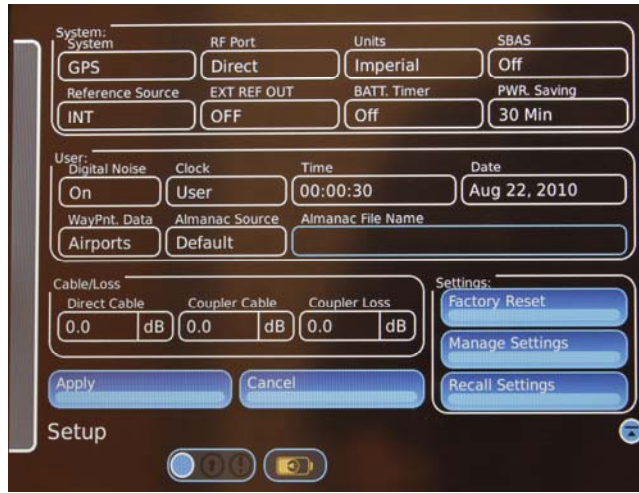 System:
System RF Port Units SBAS
GPS Direct Imperial Off
Reference Source EXT REF OUT BATT. Timer PWR. Saving
INT OFF Off 30 Min
User:
Digital Noise Clock Time Date
On User 00:00:30 Aug 22, 2010
WayPnt. Data Almanac Source Almanac File Name
Airports Default
Cable/Loss
Direct Cable Coupler Cable Coupler Loss
0.0 dB 0.0 dB 0.0 dB
Settings:
Factory Reset
Manage Settings
Recall Settings
Apply Cancel
Setup